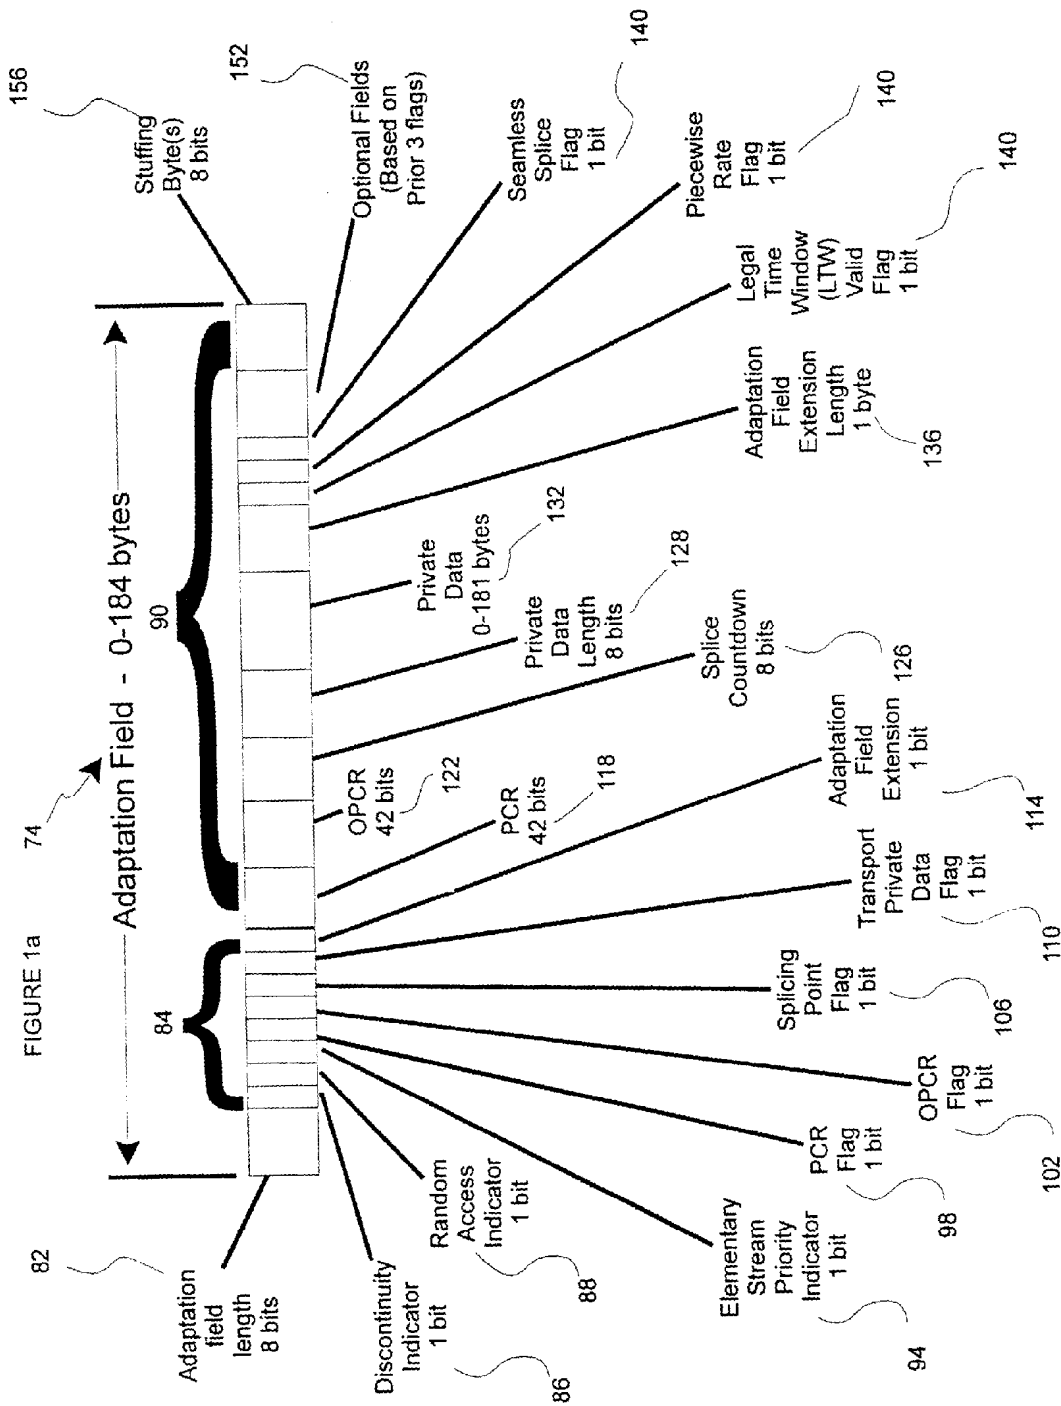 FIGURE 1a
74
Adaptation Field - 0-184 bytes
84
90
82
Adaptation
field
length
8 bits
Discontinuity
Indicator
1 bit
86
Random
Access
Indicator
1 bit
88
Elementary
Stream
Priority
Indicator
1 bit
94
PCR
Flag
1 bit
98
OPCR
Flag
1 bit
102
Splicing
Point
Flag
1 bit
106
Transport
Private
Data
Flag
1 bit
110
Adaptation
Field
Extension
1 bit
114
PCR
42 bits
118
OPCR
42 bits
122
Splice
Countdown
8 bits
126
Private
Data
Length
8 bits
128
Private
Data
0-181 bytes
132
Adaptation
Field
Extension
Length
1 byte
136
Legal
Time
Window
(LTW)
Valid
Flag
1 bit
140
Piecewise
Rate
Flag
1 bit
140
Seamless
Splice
Flag
1 bit
140
Optional Fields
(Based on
Prior 3 flags)
152
Stuffing
Byte(s)
8 bits
156